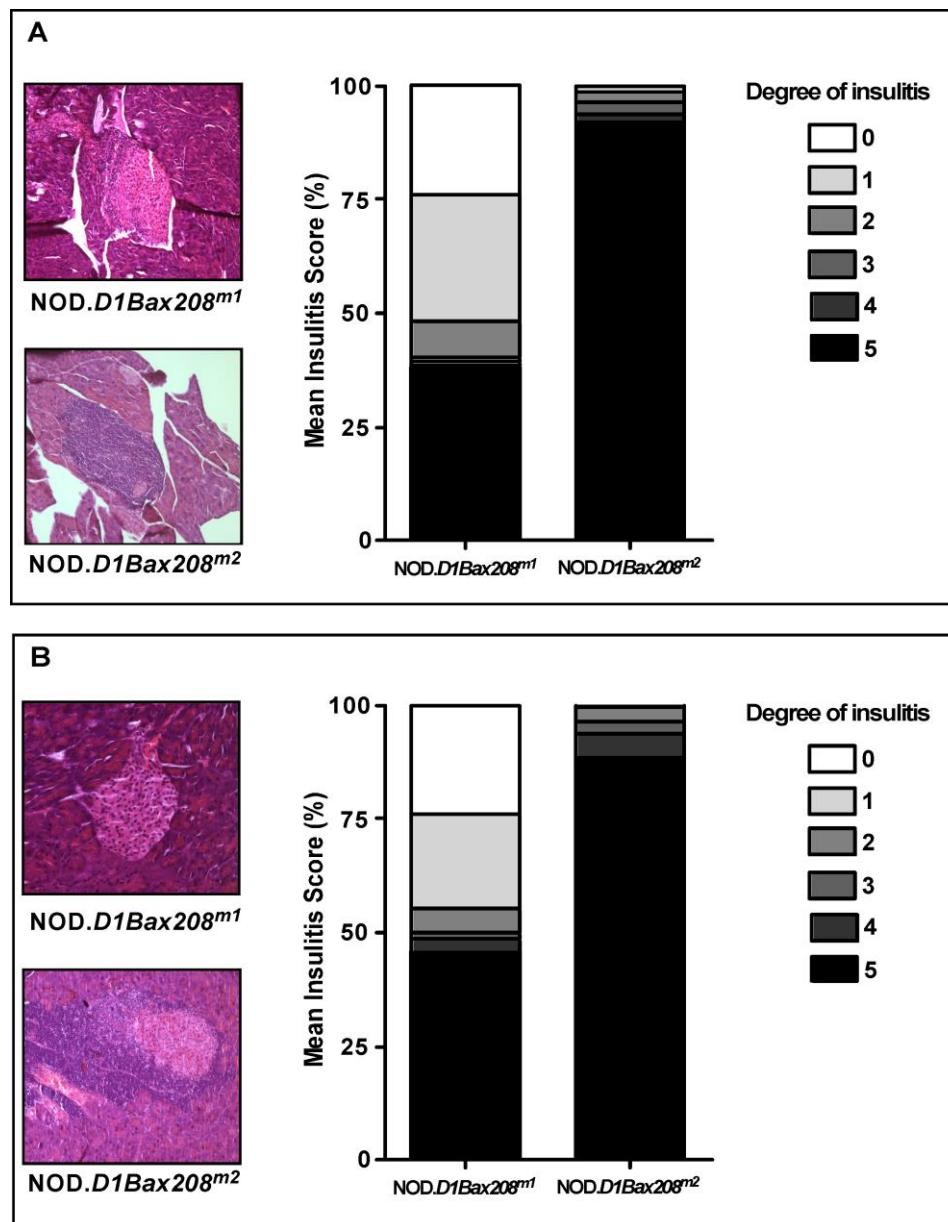 A
NOD.D1Bax208m1
NOD.D1Bax208m2
Mean Insulitis Score (%)
100
75
50
25
0
NOD.D1Bax208m1
NOD.D1Bax208m2
Degree of insulitis
0
1
2
3
4
5
B
NOD.D1Bax208m1
NOD.D1Bax208m2
Mean Insulitis Score (%)
100
75
50
25
0
NOD.D1Bax208m1
NOD.D1Bax208m2
Degree of insulitis
0
1
2
3
4
5